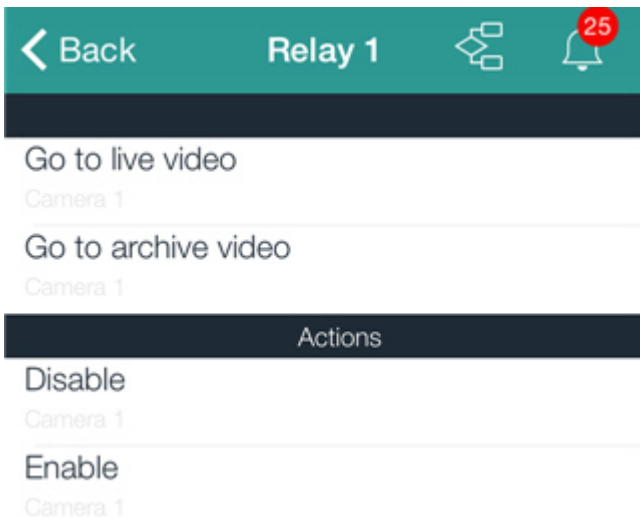 Back Relay 1 25
Go to live video
Camera 1
Go to archive video
Camera 1
Actions
Disable
Camera 1
Enable
Camera 1